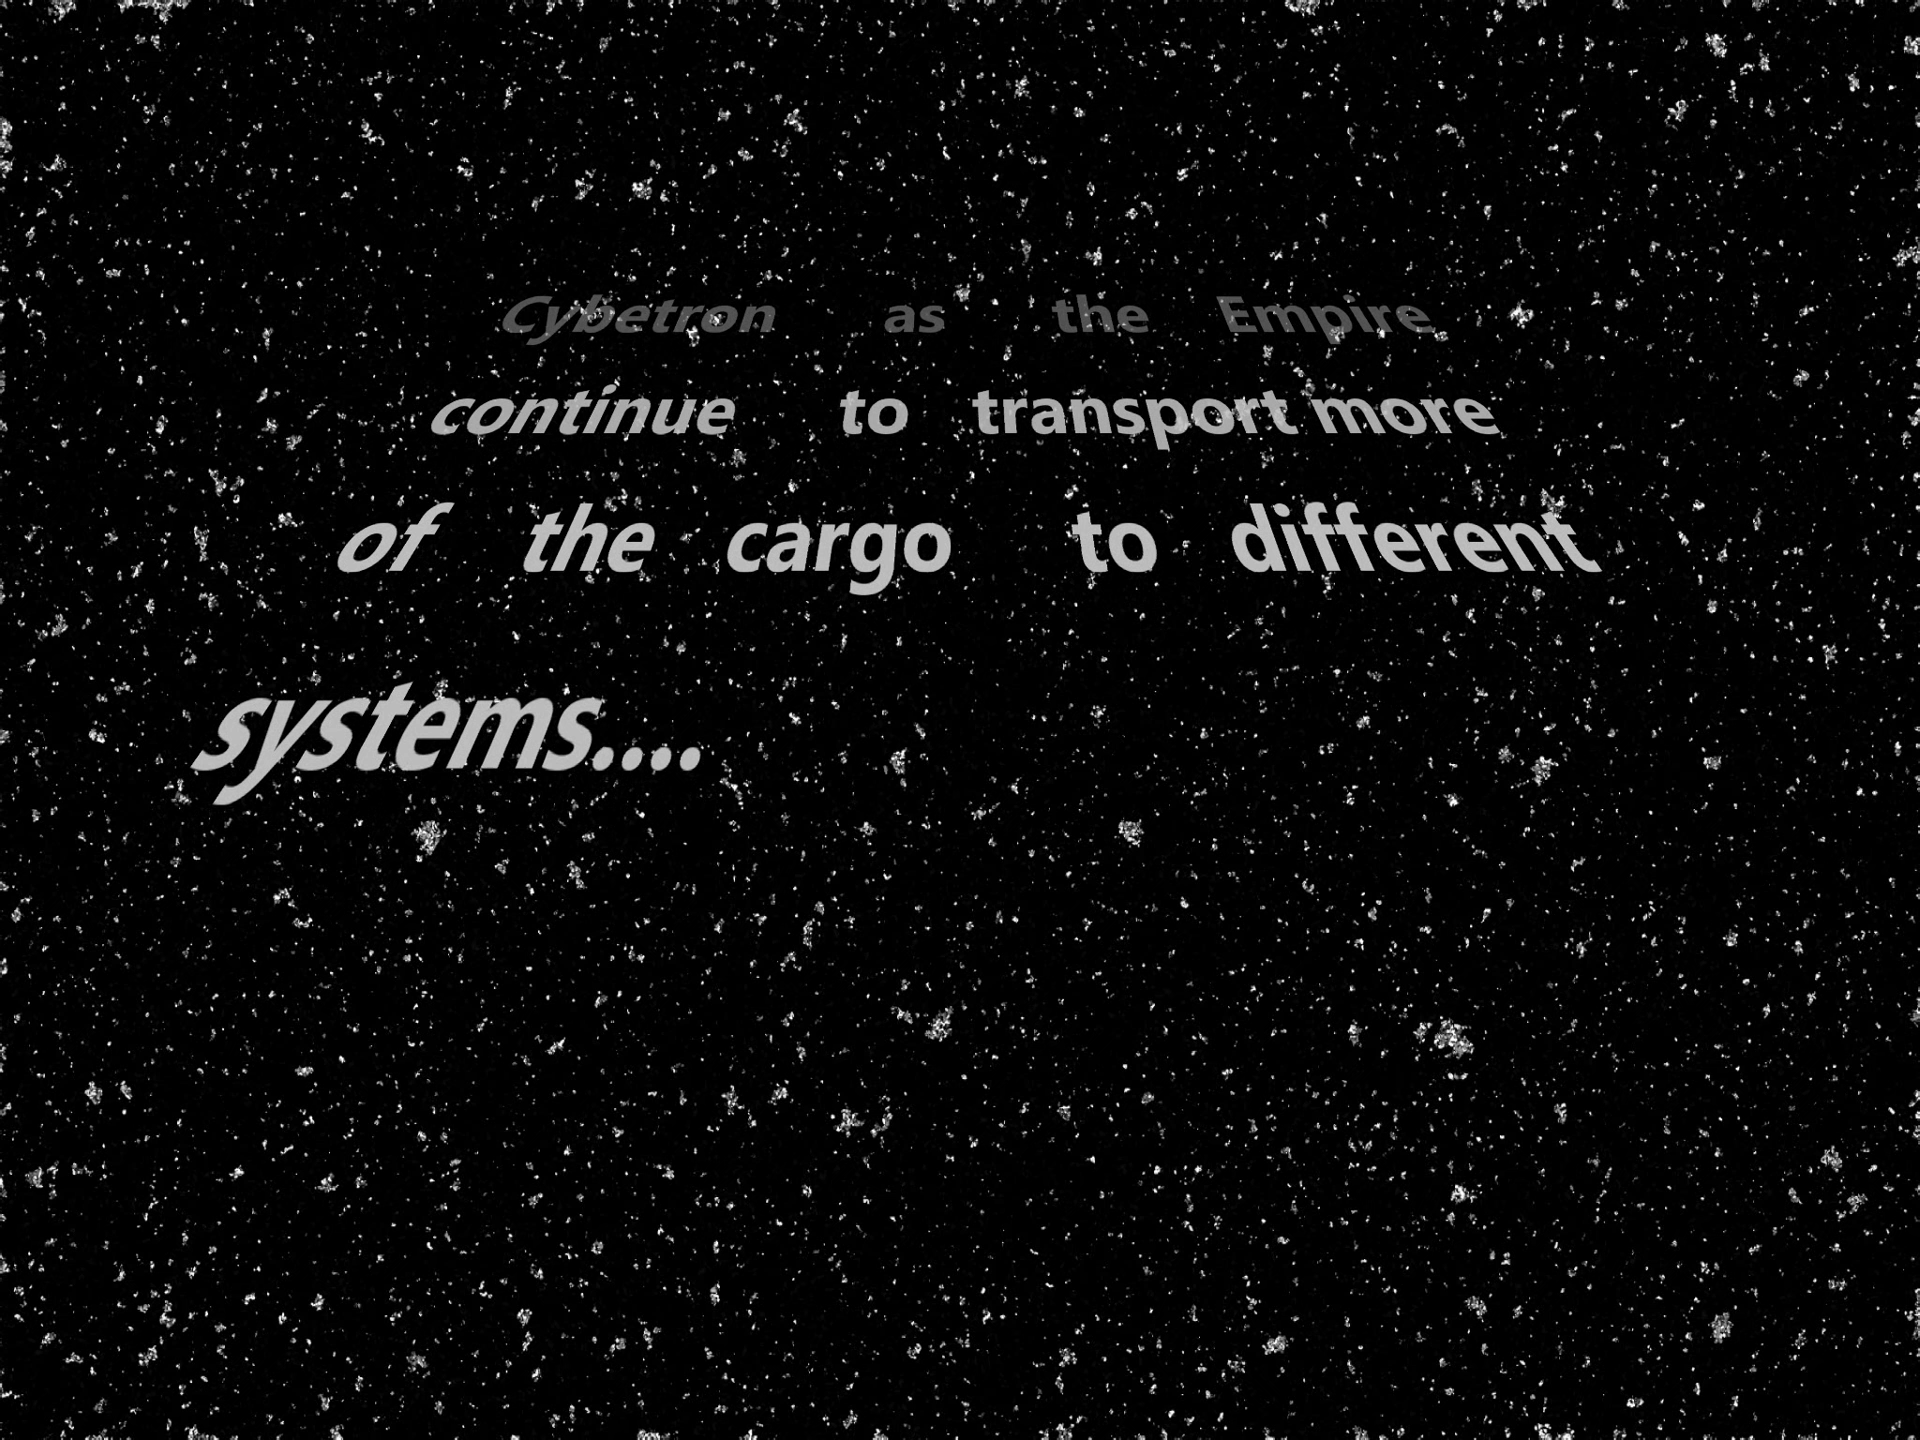 Cybetron as the Empire
continue to transport more
of the cargo to different
systems....